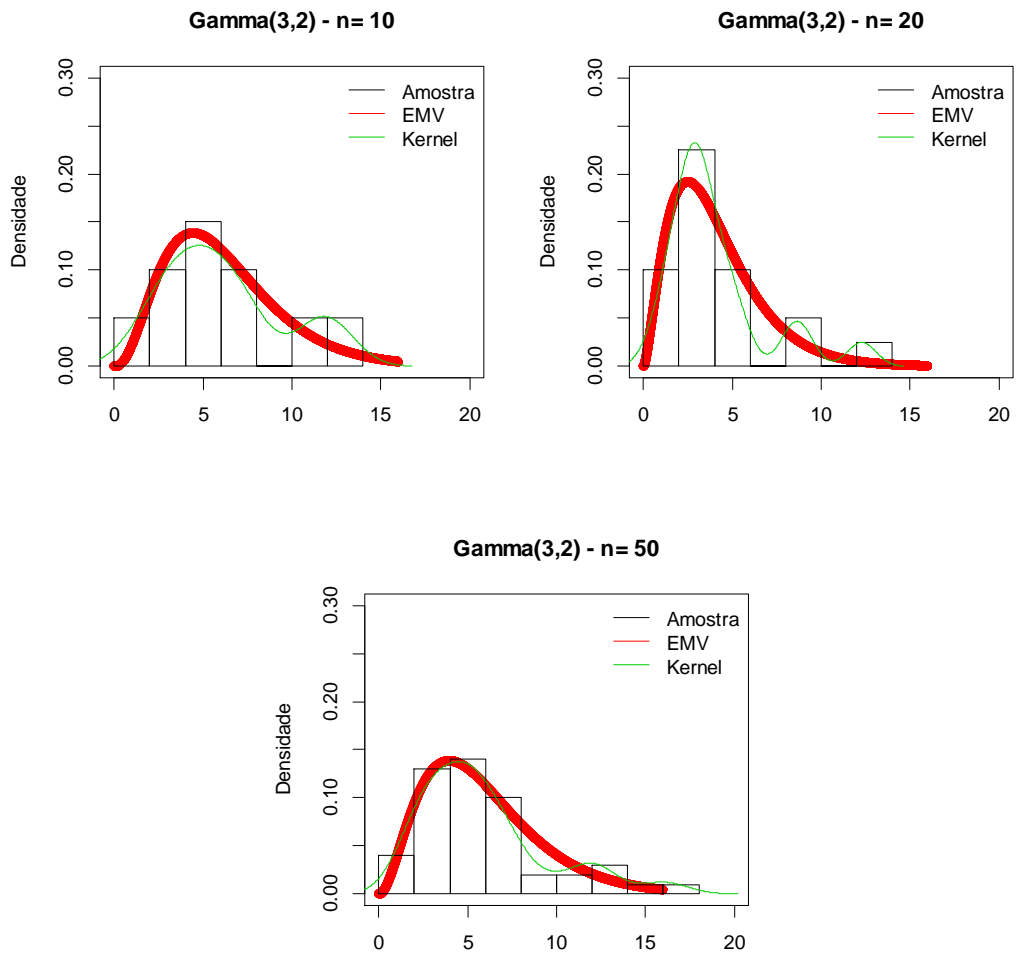 Gamma(3,2) - n= 10
Densidade
0.00 0.10 0.20 0.30
Amostra
EMV
Kernel
0 5 10 15 20
Gamma(3,2) - n= 20
Densidade
0.00 0.10 0.20 0.30
Amostra
EMV
Kernel
0 5 10 15 20
Gamma(3,2) - n= 50
Densidade
0.00 0.10 0.20 0.30
Amostra
EMV
Kernel
0 5 10 15 20